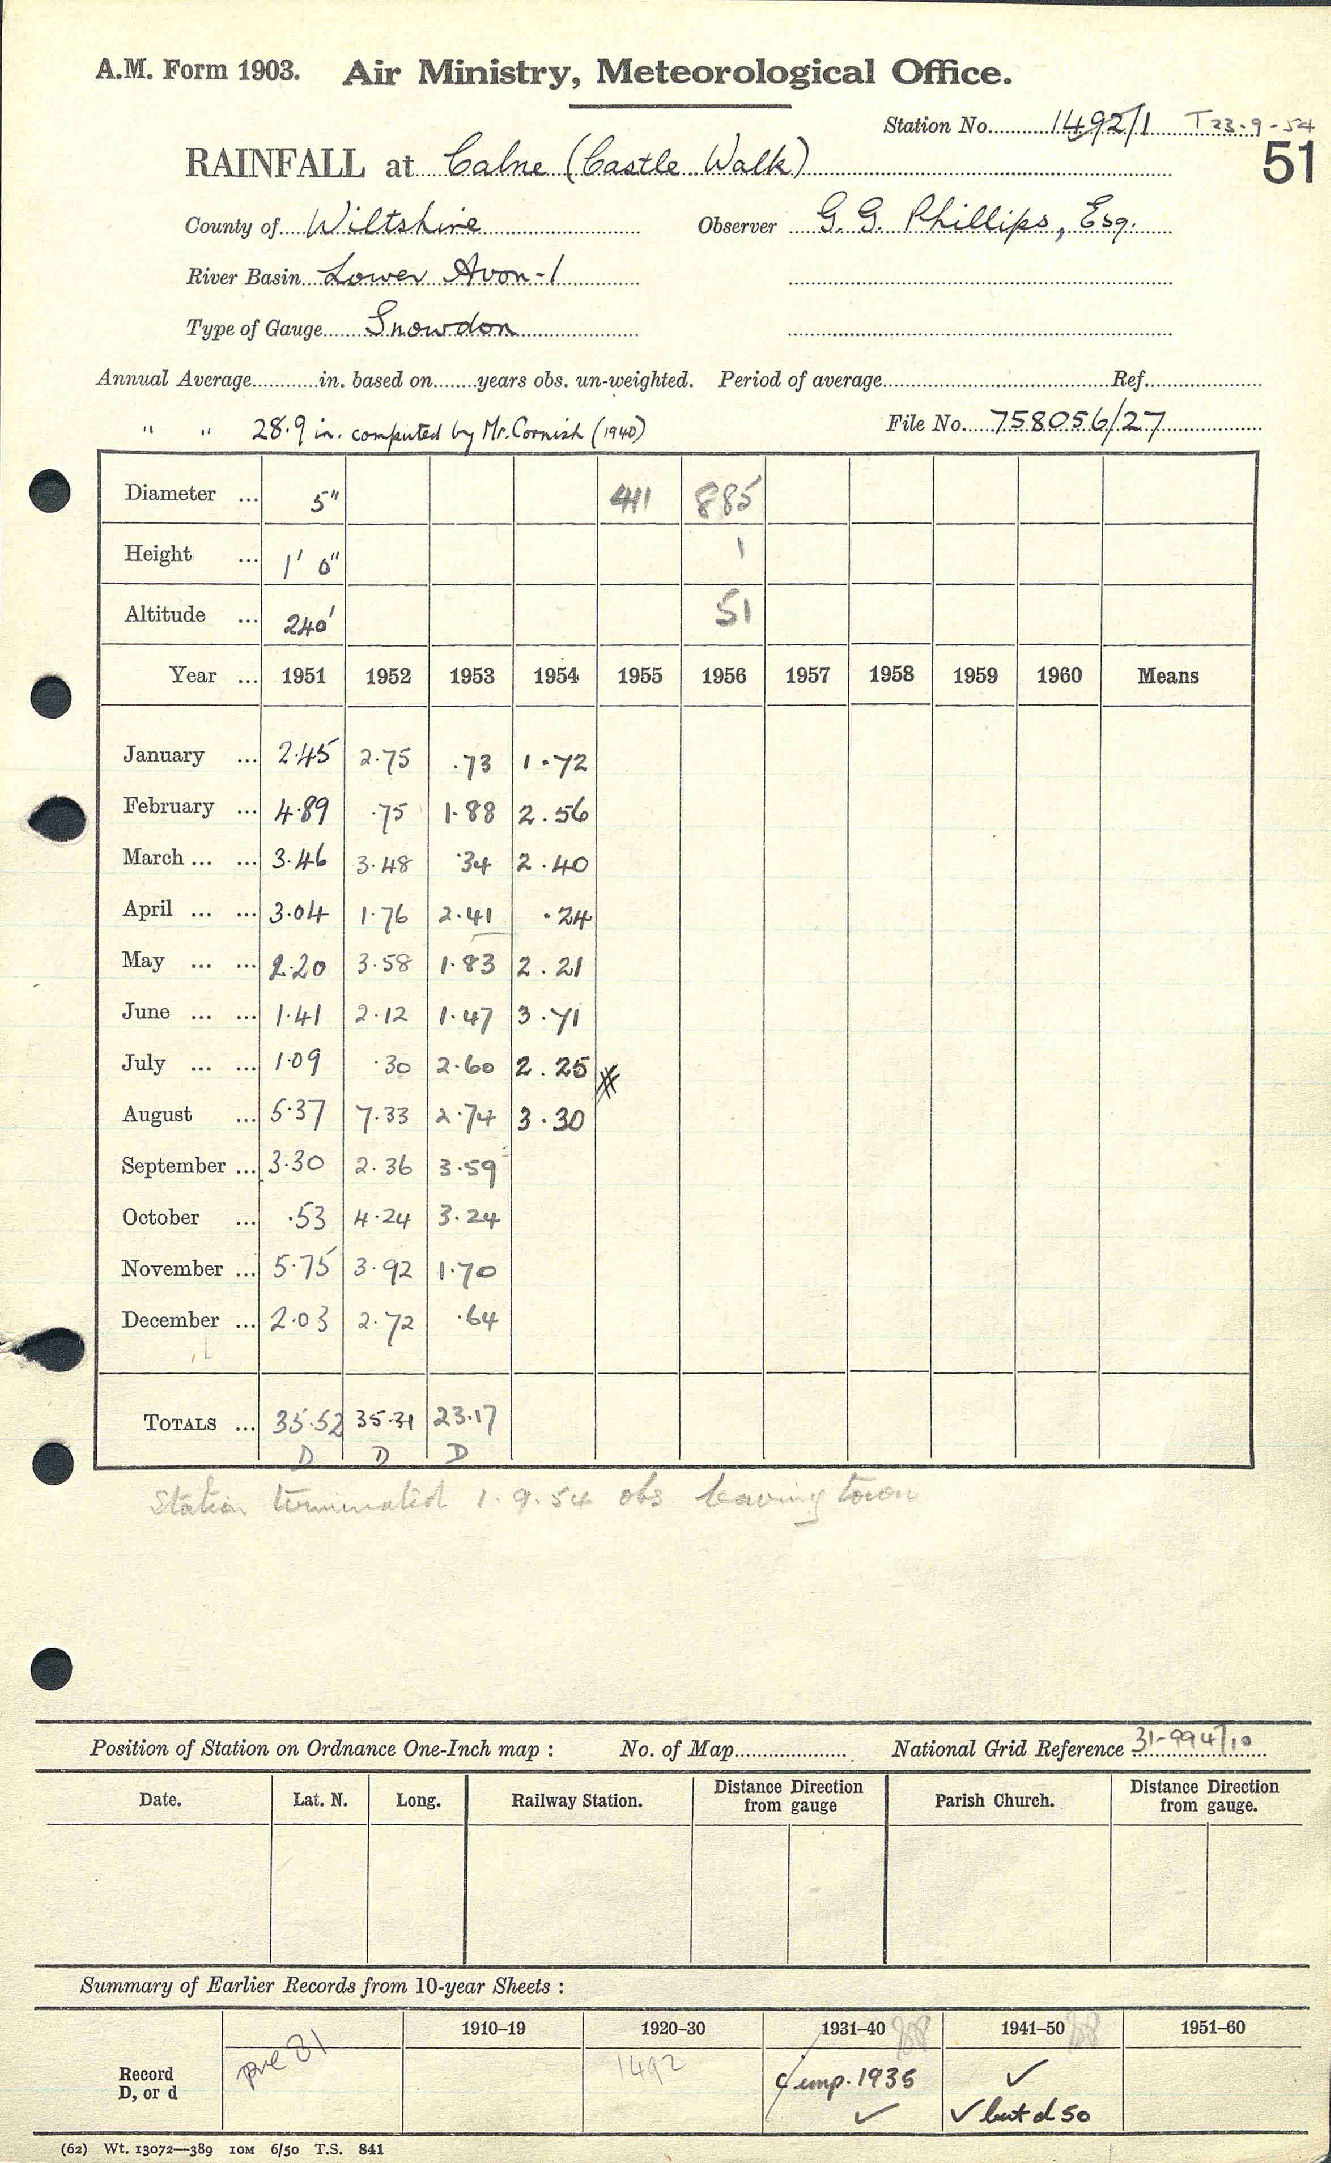 A.M. Form 1903. Air Ministry, Meteorological Office.
Station No. 1492/1 T 23.9.54
51
RAINFALL at Calne (Castle Walk)
County of Wiltshire Observer G. G. Phillips, Esq.
River Basin Lower Avon-1
Type of Gauge Snowdon
Annual Average in. based on years obs. un-weighted. Period of average Ref.
" " 28.9 in. computed by Mr. Cornish (1940) File No. 758056/27
Diameter ... 5" 411 885
Height ... 1' 0" 1
Altitude ... 240' 51
Year ... 1951 1952 1953 1954 1955 1956 1957 1958 1959 1960 Means
January ... 2.45 2.75 .73 1.72
February ... 4.89 .75 1.88 2.56
March ... ... 3.46 3.48 .34 2.40
April ... ... 3.04 1.76 2.41 .24
May ... ... 2.20 3.58 1.83 2.21
June ... ... 1.41 2.12 1.47 3.71
July ... ... 1.09 .30 2.60 2.25
August ... 5.37 7.33 2.74 3.30
September ... 3.30 2.36 3.59
October ... .53 4.24 3.24
November ... 5.75 3.92 1.70
December ... 2.03 2.72 .64
TOTALS ... 35.52 35.31 23.17
D D D
Station terminated 1.9.54 obs leaving town
Position of Station on Ordnance One-Inch map : No. of Map National Grid Reference 31-994/10
Date. Lat. N. Long. Railway Station. Distance Direction from gauge Parish Church. Distance Direction from gauge.
Summary of Earlier Records from 10-year Sheets :
1910-19 1920-30 1931-40 1941-50 1951-60
Record D, or d pre 81 1492 1935 ✓
✓ ✓ but d 50
(62) Wt. 13072—389 10M 6/50 T.S. 841